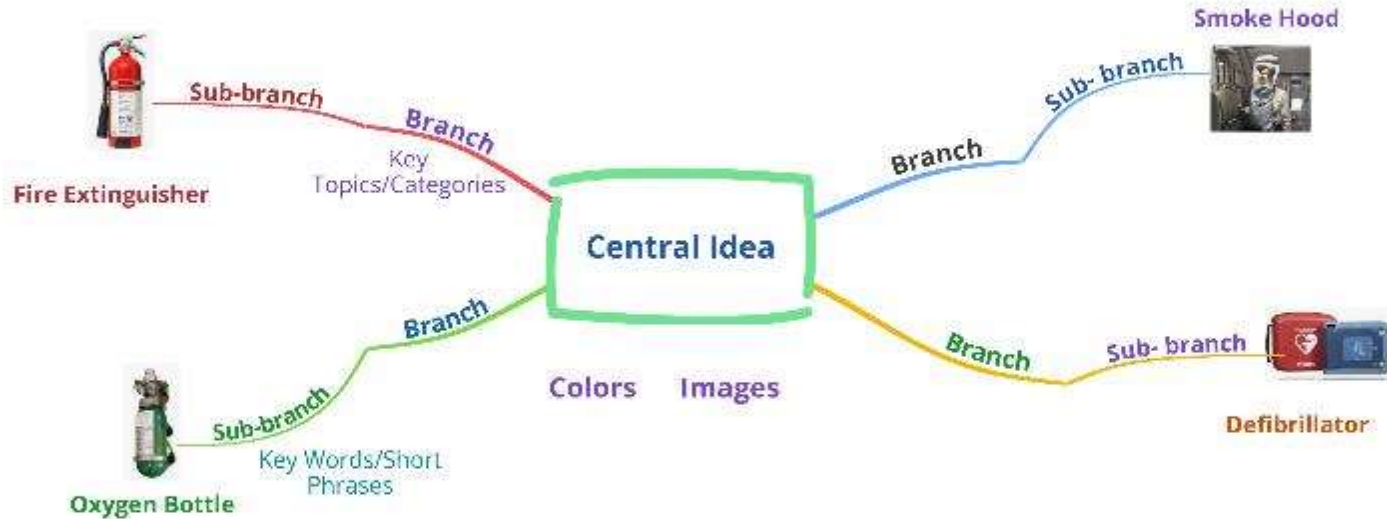 Smoke Hood
Sub-branch
Branch
Key
Topics/Categories
Fire Extinguisher
Sub- branch
Branch
Central Idea
Branch
Sub-branch
Key Words/Short
Phrases
Oxygen Bottle
Colors Images
Branch
Sub- branch
Defibrillator